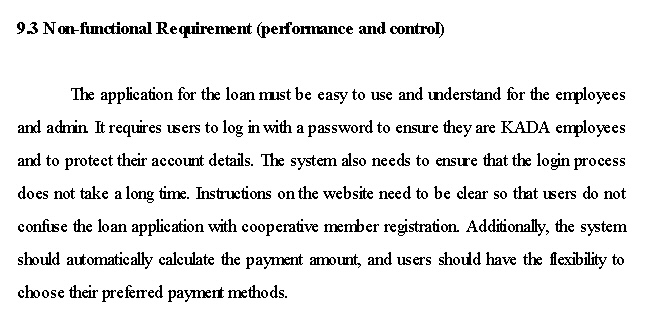 9.3 Non-functional Requirement (performance and control)
The application for the loan must be easy to use and understand for the employees
and admin. It requires users to log in with a password to ensure they are KADA employees
and to protect their account details. The system also needs to ensure that the login process
does not take a long time. Instructions on the website need to be clear so that users do not
confuse the loan application with cooperative member registration. Additionally, the system
should automatically calculate the payment amount, and users should have the flexibility to
choose their preferred payment methods.